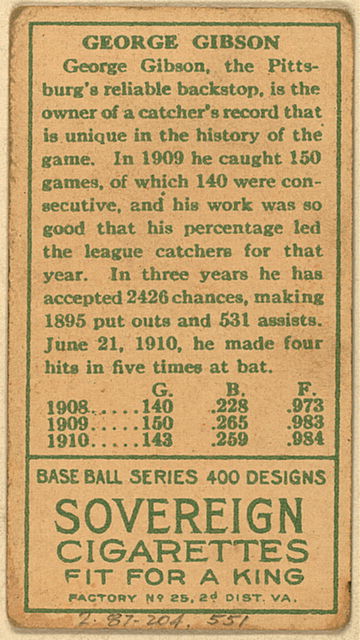 GEORGE GIBSON
George Gibson, the Pitts-
burg's reliable backstop, is the
owner of a catcher's record that
is unique in the history of the
game. In 1909 he caught 150
games, of which 140 were con-
secutive, and his work was so
good that his percentage led
the league catchers for that
year. In three years he has
accepted 2426 chances, making
1895 put outs and 531 assists.
June 21, 1910, he made four
hits in five times at bat.
G. B. F.
1908.....140 .228 .973
1909.....150 .265 .983
1910.....143 .259 .984
BASE BALL SERIES 400 DESIGNS
SOVEREIGN
CIGARETTES
FIT FOR A KING
FACTORY Nº 25, 2d DIST. VA.
2-87-204. 551